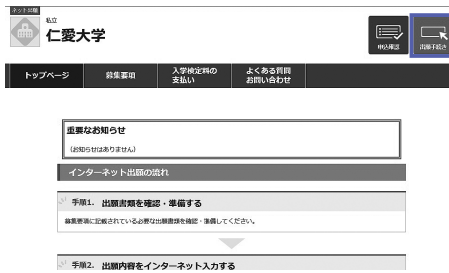 ネット出願
私立
仁愛大学
申込確認
出願手続き
トップページ
募集要項
入学検定料の
支払い
よくある質問
お問い合わせ
重要なお知らせ
(お知らせはありません)
インターネット出願の流れ
手順1. 出願書類を確認・準備する
募集要項に記載されている必要な出願書類を確認・準備してください。
手順2. 出願内容をインターネット入力する